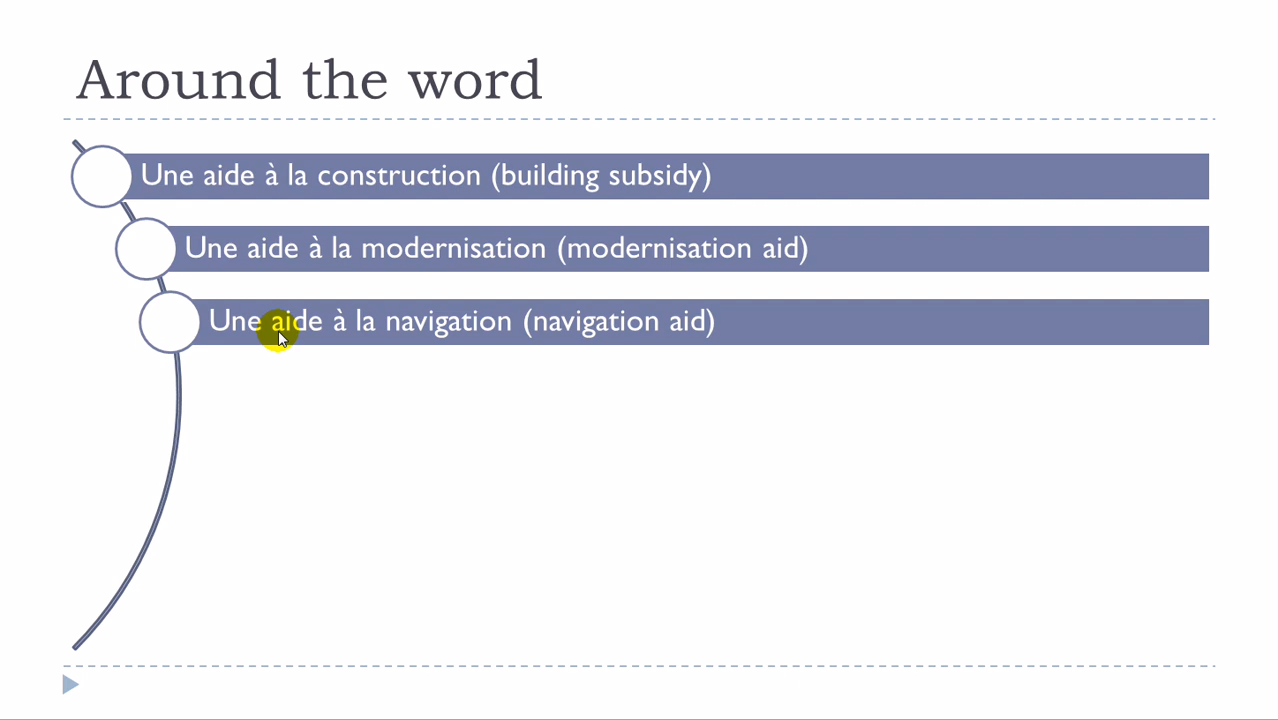 Around the word
Une aide à la construction (building subsidy)
Une aide à la modernisation (modernisation aid)
Une aide à la navigation (navigation aid)